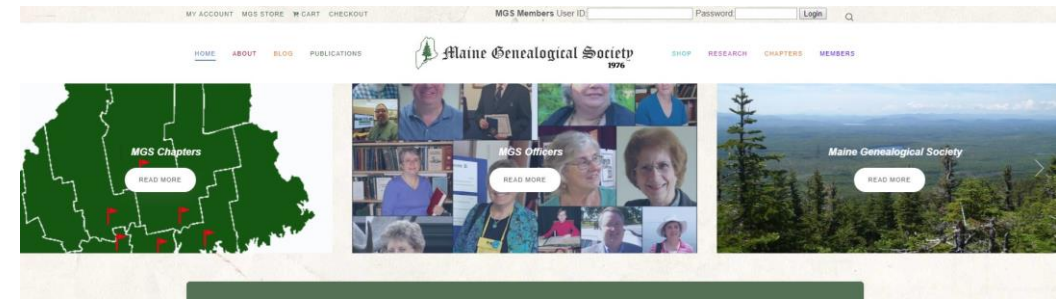 MY ACCOUNT MGS STORE CART CHECKOUT MGS Members User ID: Password: Login
HOME ABOUT BLOG PUBLICATIONS Maine Genealogical Society SHOP RESEARCH CHAPTERS MEMBERS
1976
MGS Chapters MGS Officers Maine Genealogical Society
READ MORE READ MORE READ MORE